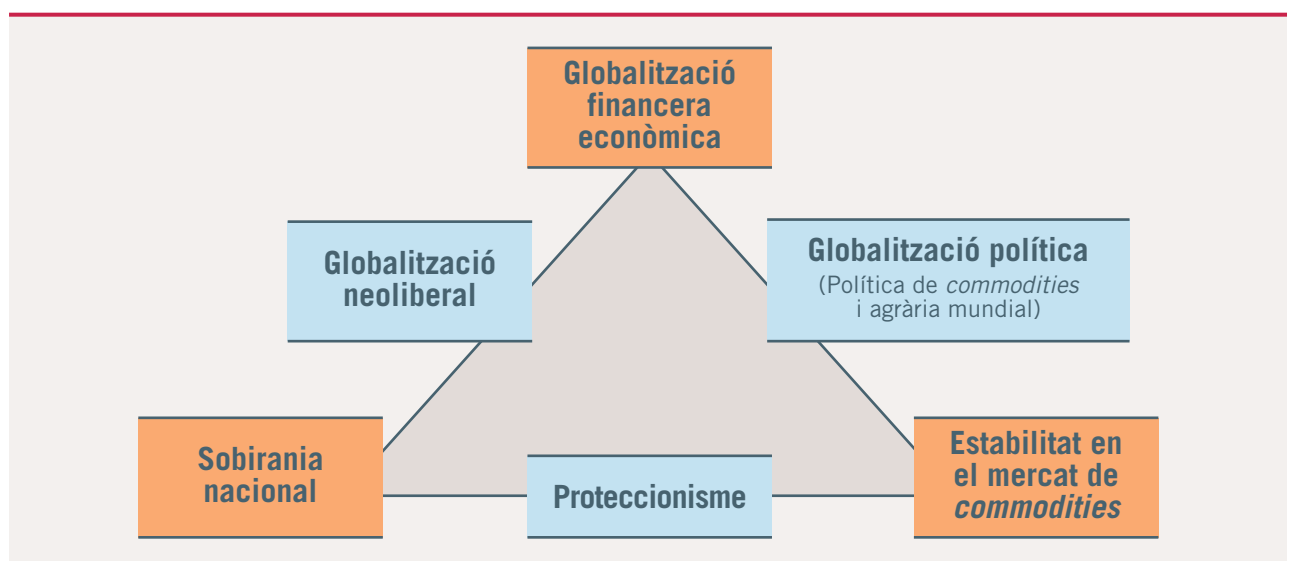 Globalització
financera
econòmica
Globalització
neoliberal
Globalització política
(Política de commodities
i agrària mundial)
Sobirania
nacional
Proteccionisme
Estabilitat en
el mercat de
commodities